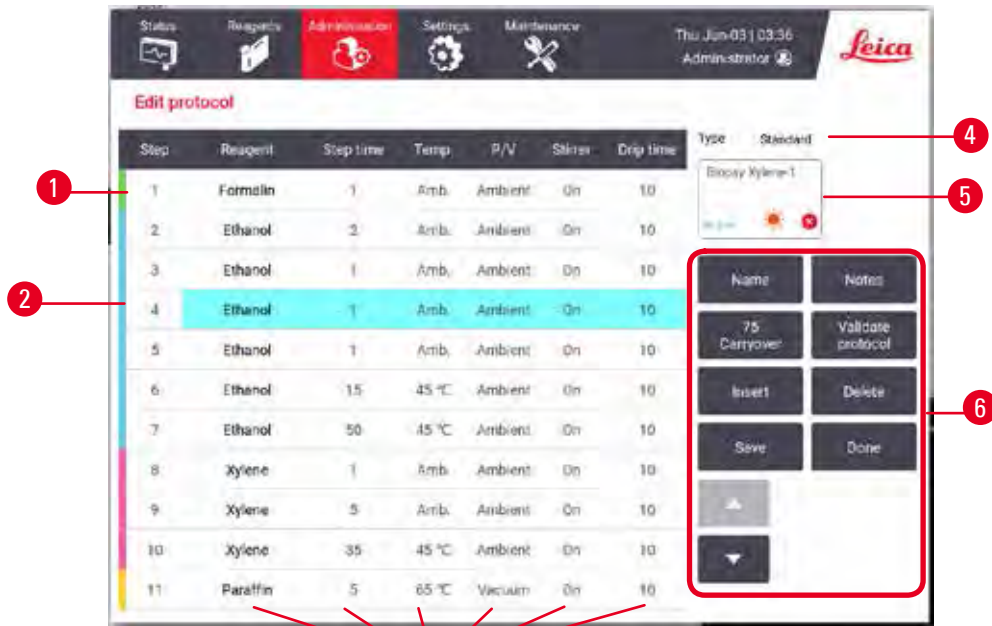 Status Reagents Administration Settings Maintenance
Thu Jun-03 | 03:36
Administrator
Leica
Edit protocol
Step Reagent Step time Temp. P/V Stirrer Drip time
1 Formalin 1 Amb. Ambient On 10
2 Ethanol 2 Amb. Ambient On 10
3 Ethanol 1 Amb. Ambient On 10
4 Ethanol 1 Amb. Ambient On 10
5 Ethanol 1 Amb. Ambient On 10
6 Ethanol 15 45 °C Ambient On 10
7 Ethanol 50 45 °C Ambient On 10
8 Xylene 1 Amb. Ambient On 10
9 Xylene 5 Amb. Ambient On 10
10 Xylene 35 45 °C Ambient On 10
11 Paraffin 5 65 °C Vacuum On 10
Type Standard
Biopsy Xylene-1
Name Notes
75 Carryover
Validate protocol
Insert Delete
Save Done
1
2
4
5
6